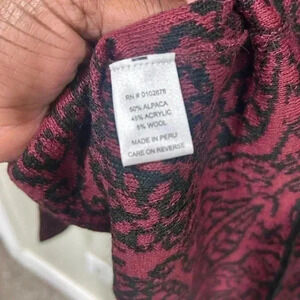 RN # 0102878
50% ALPACA
45% ACRYLIC
5% WOOL
MADE IN PERU
CARE ON REVERSE